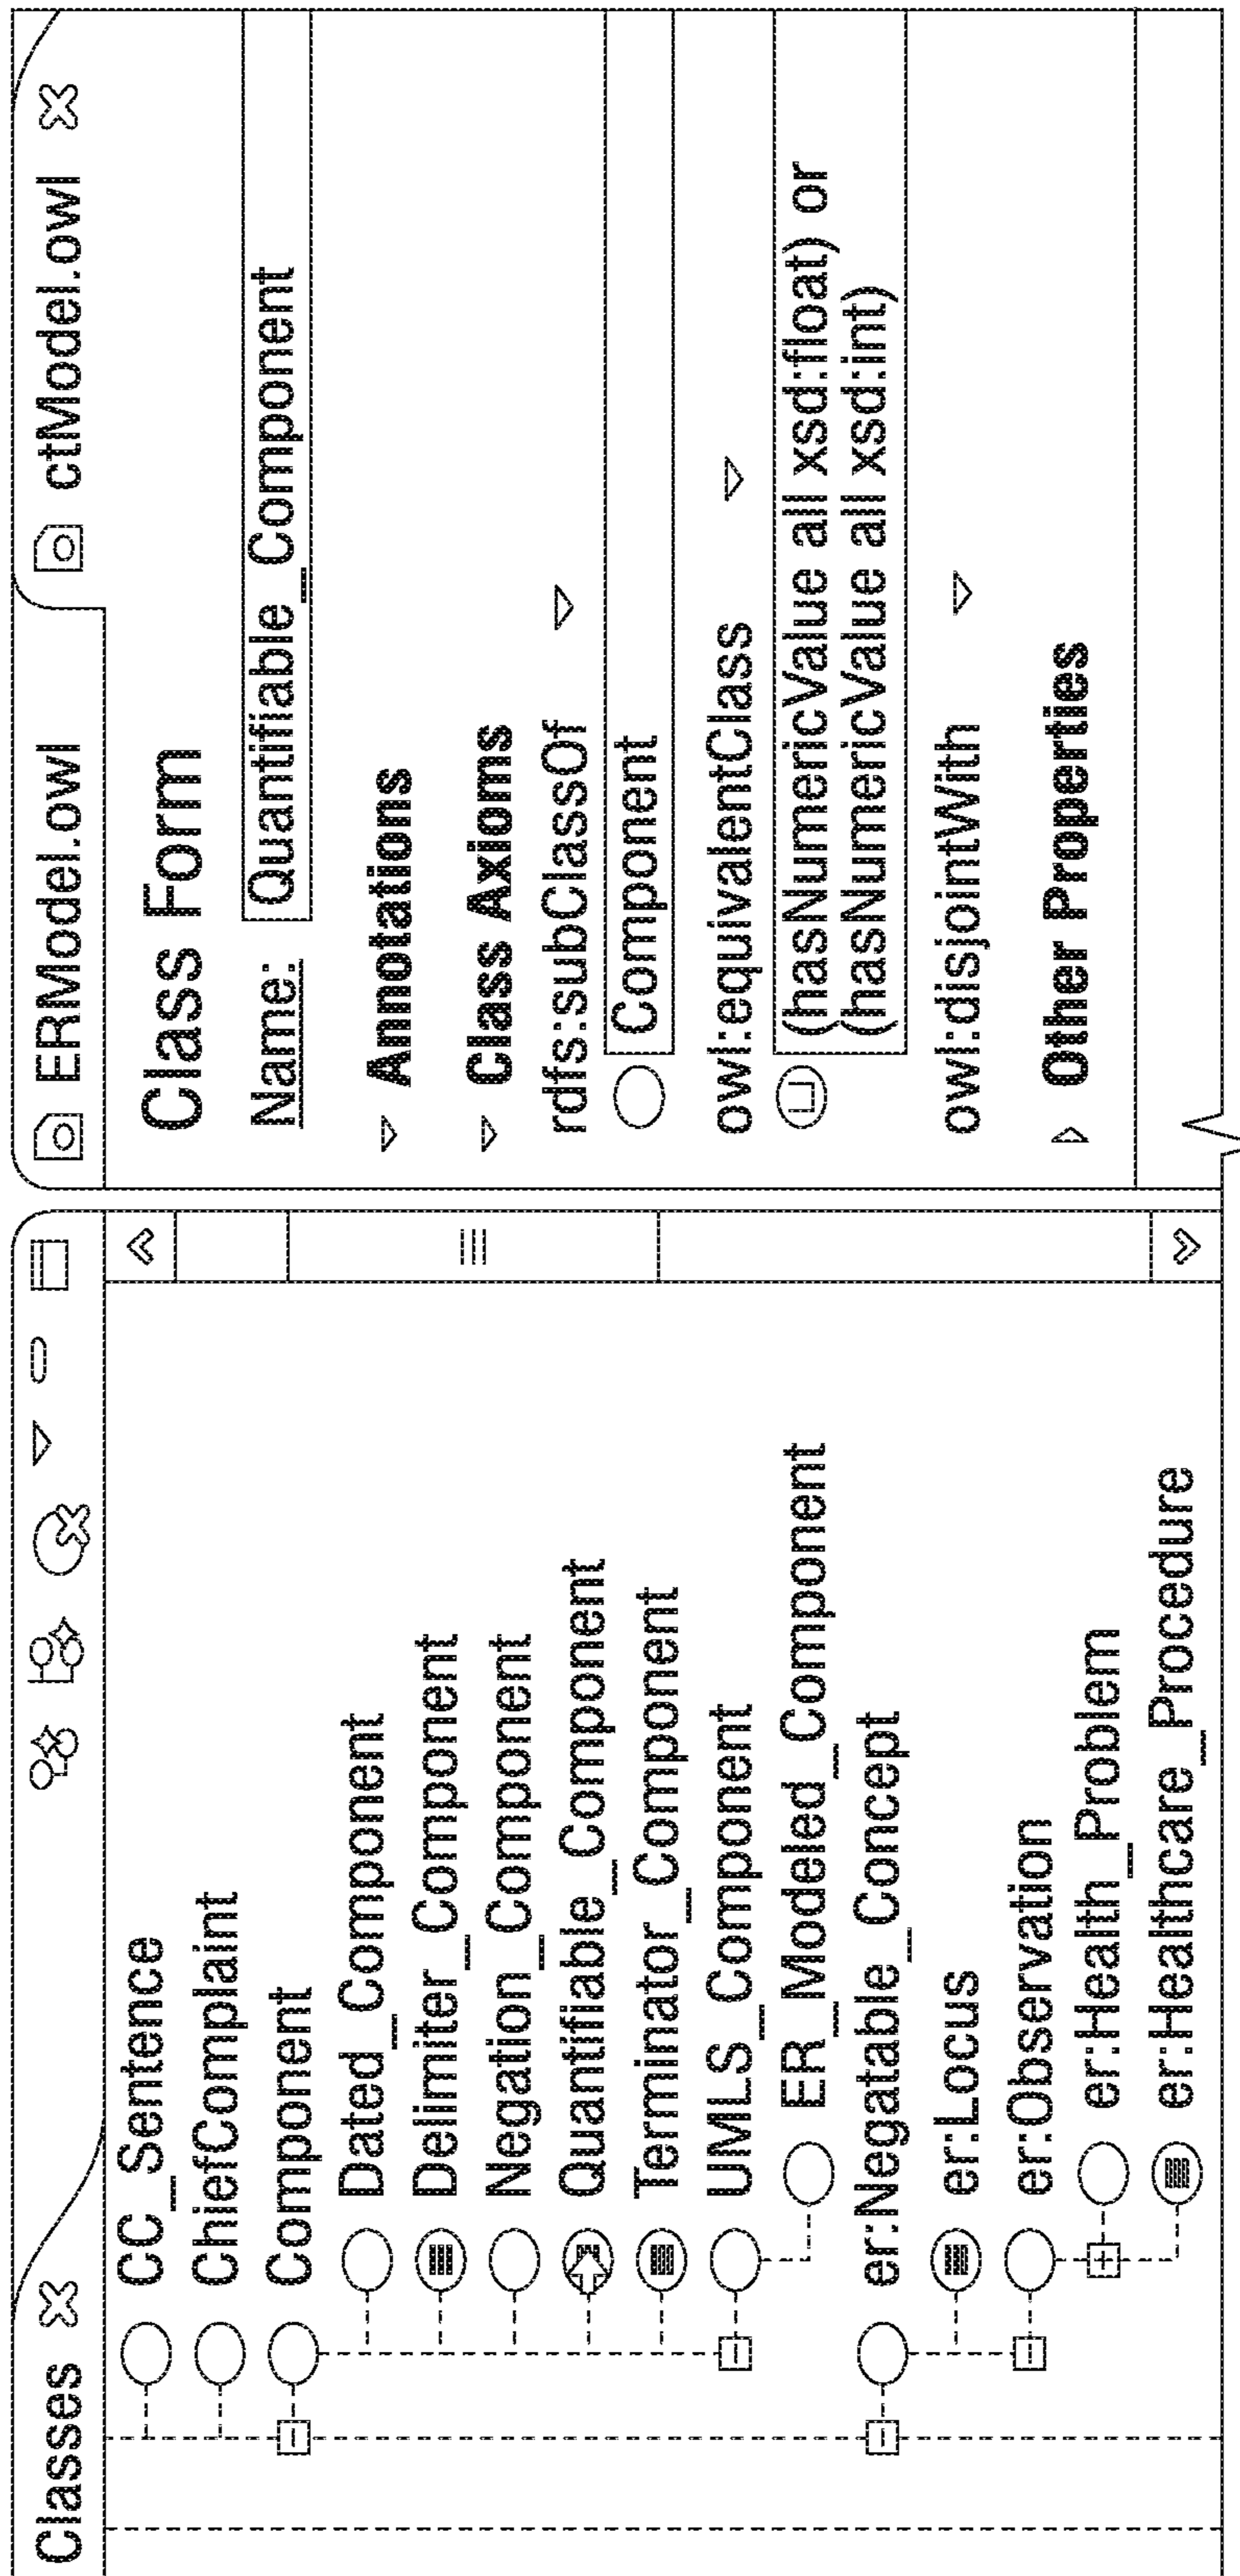 Classes
CC_Sentence
ChiefComplaint
Component
Dated_Component
Delimiter_Component
Negation_Component
Quantifiable_Component
Terminator_Component
UMLS_Component
ER_Modeled_Component
er:Negatable_Concept
er:Locus
er:Observation
er:Health_Problem
er:Healthcare_Procedure
ERModel.owl ctModel.owl
Class Form
Name: Quantifiable_Component
Annotations
Class Axioms
rdfs:subClassOf
Component
owl:equivalentClass
(hasNumericValue all xsd:float) or
(hasNumericValue all xsd:int)
owl:disjointWith
Other Properties